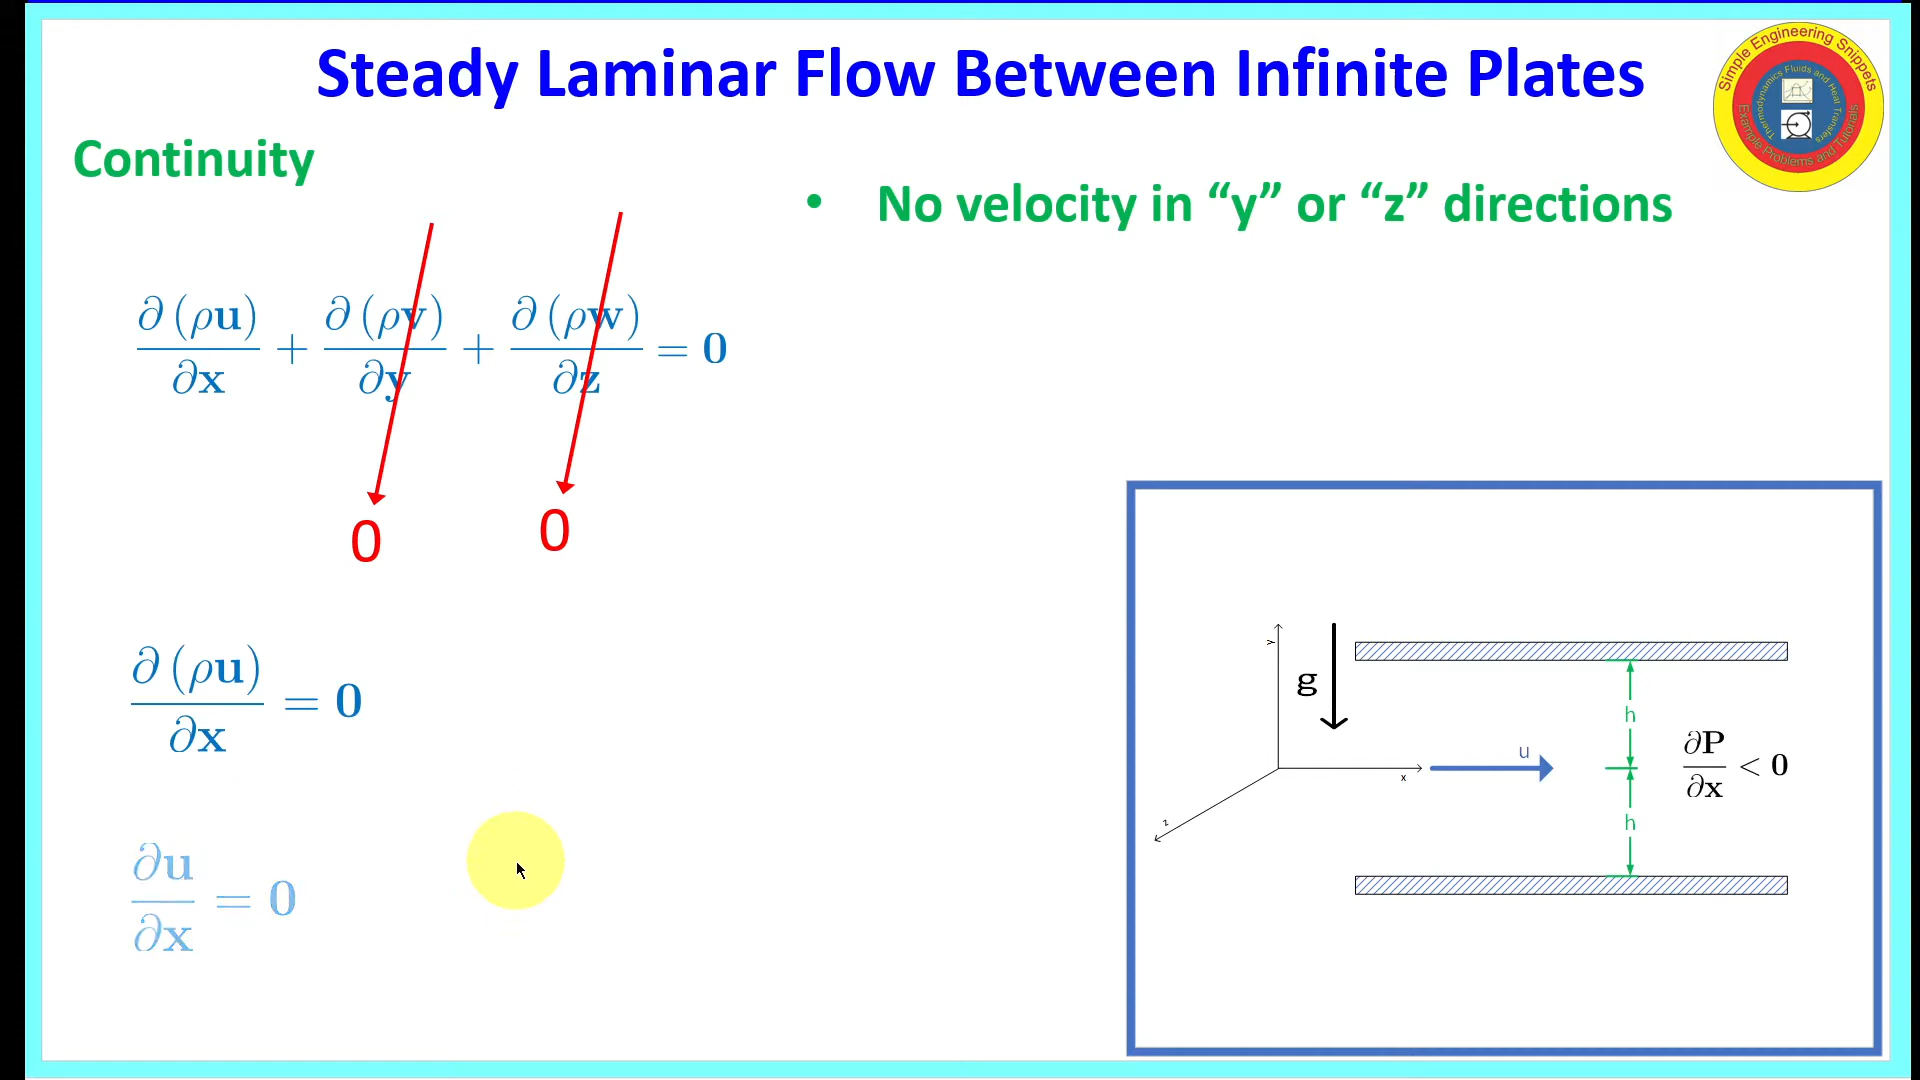 Steady Laminar Flow Between Infinite Plates
Simple Engineering Snippets
Thermodynamics Fluids and Heat Transfers
Example Problems and Tutorials
Continuity
• No velocity in “y” or “z” directions
∂(ρu)/∂x + ∂(ρv)/∂y + ∂(ρw)/∂z = 0
0 0
∂(ρu)/∂x = 0
∂u/∂x = 0
y
g
h
u
∂P/∂x < 0
x
z
h